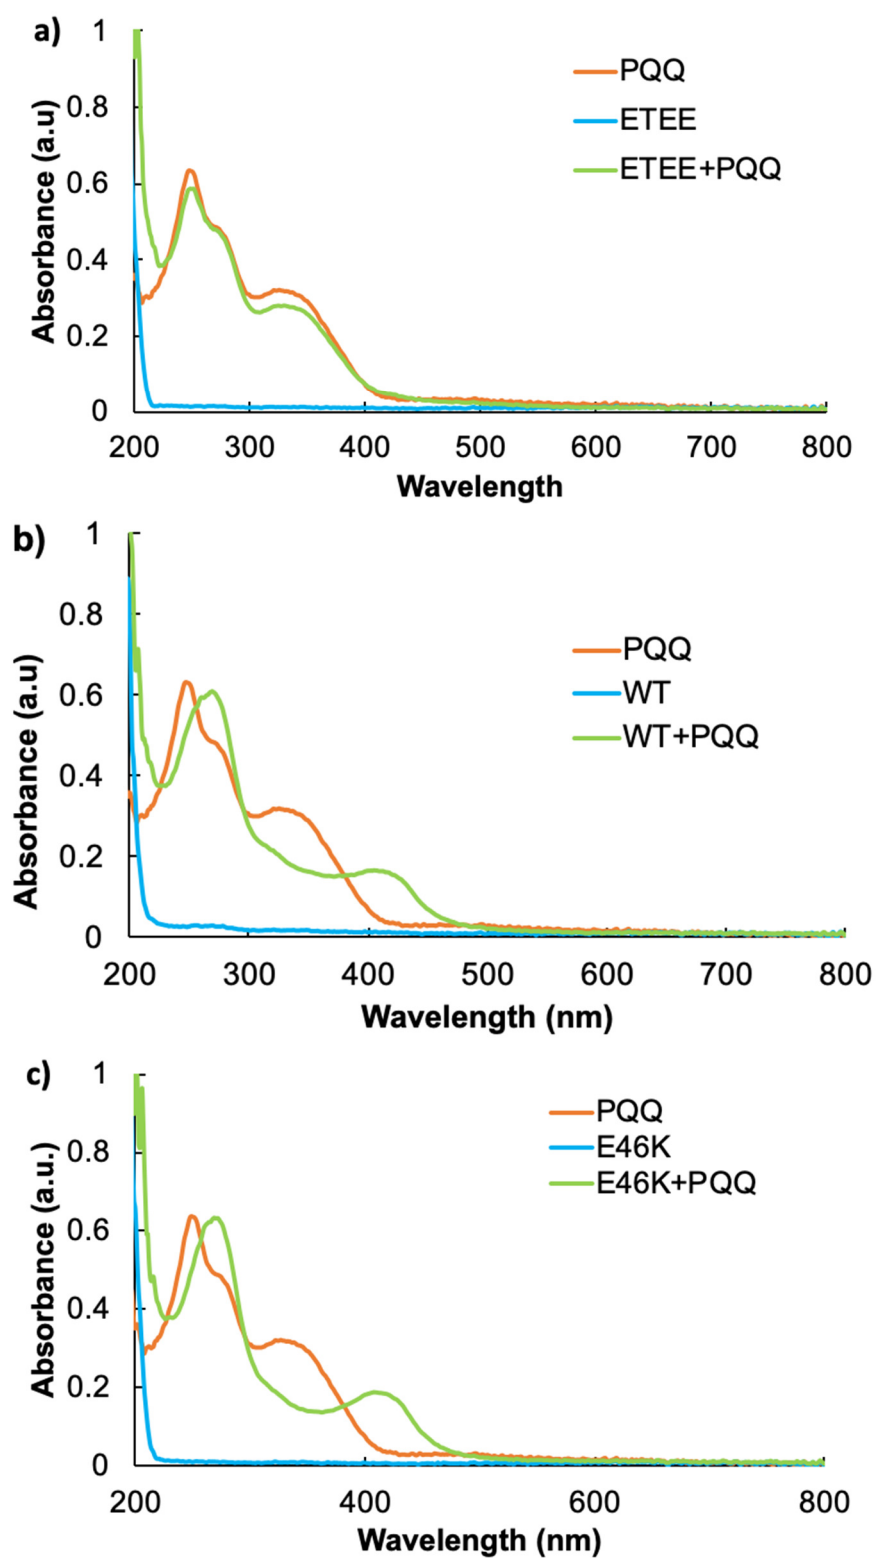 a)
1
0.8
0.6
0.4
0.2
0
Absorbance (a.u)
PQQ
ETEE
ETEE+PQQ
200 300 400 500 600 700 800
Wavelength
b)
1
0.8
0.6
0.4
0.2
0
Absorbance (a.u)
PQQ
WT
WT+PQQ
200 300 400 500 600 700 800
Wavelength (nm)
c)
1
0.8
0.6
0.4
0.2
0
Absorbance (a.u.)
PQQ
E46K
E46K+PQQ
200 400 600 800
Wavelength (nm)